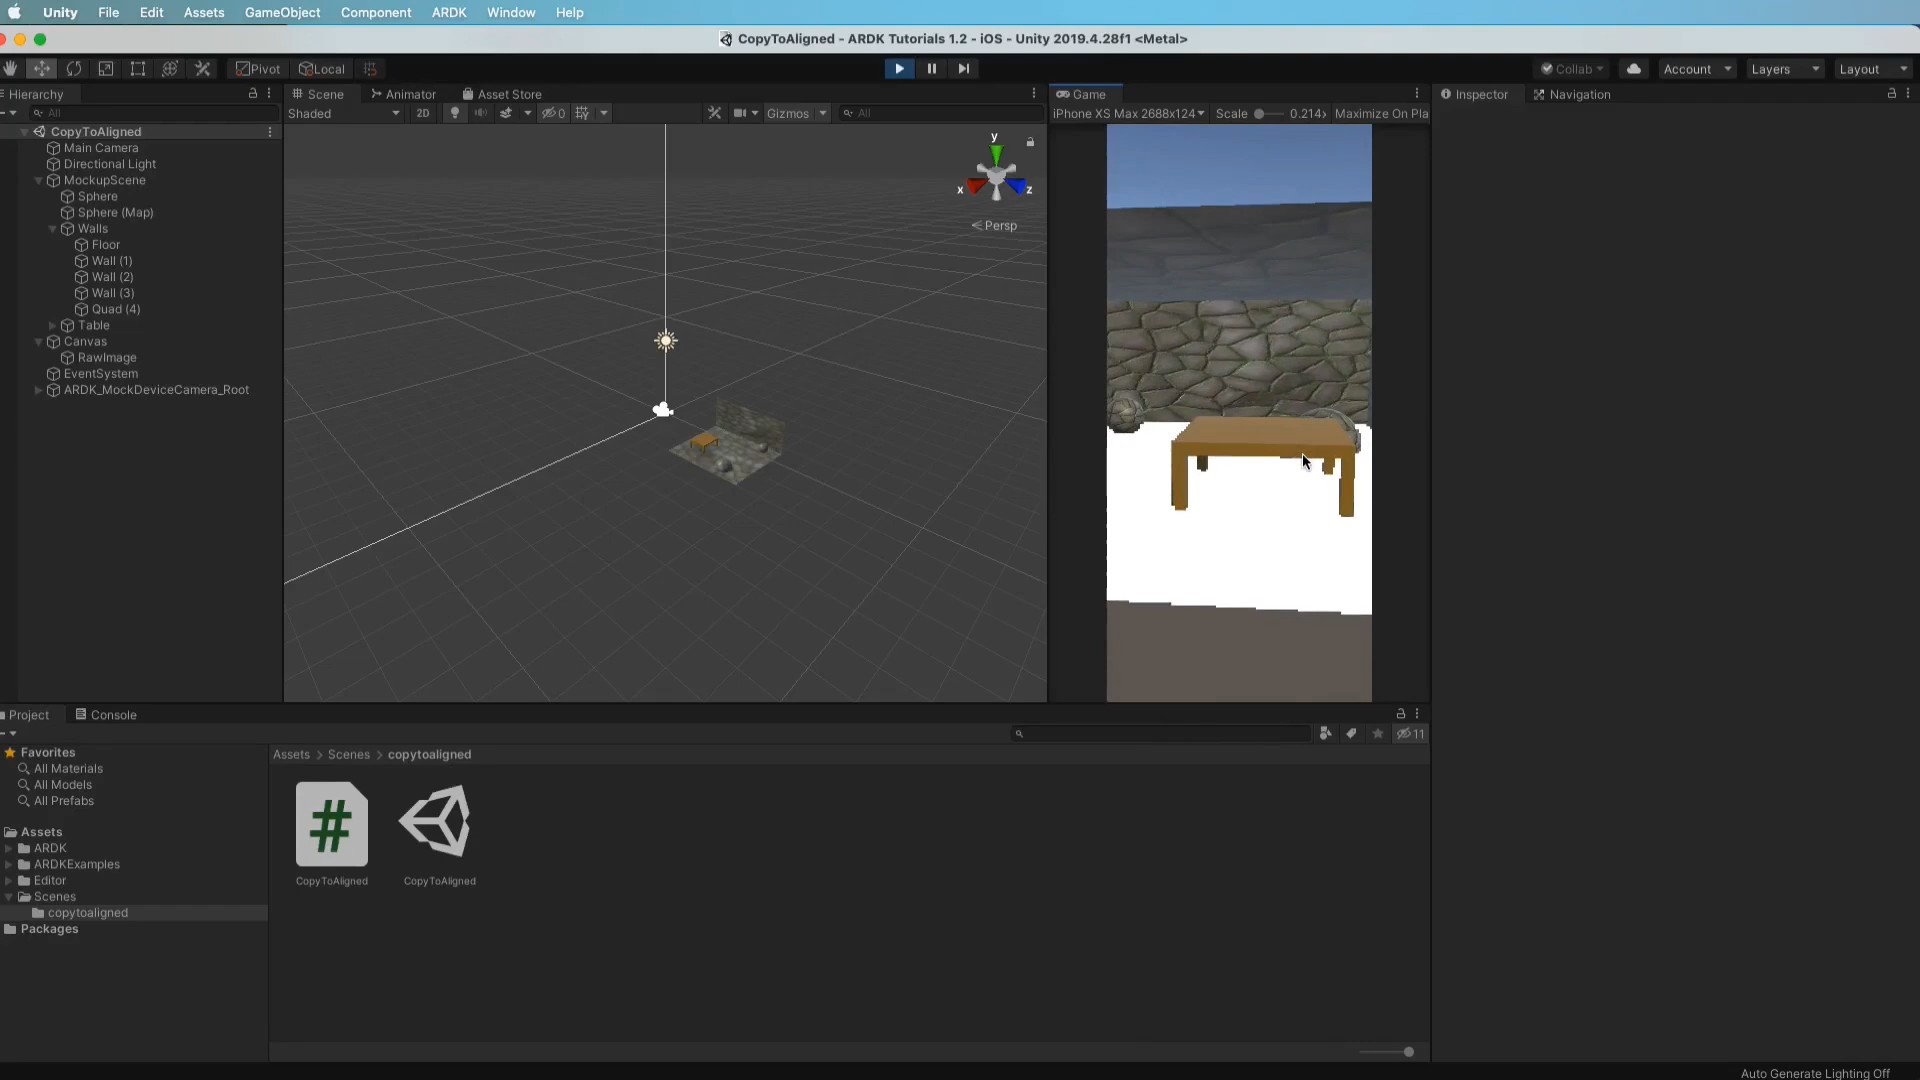 Unity File Edit Assets GameObject Component ARDK Window Help
CopyToAligned - ARDK Tutorials 1.2 - iOS - Unity 2019.4.28f1 <Metal>
Pivot Local Collab Account Layers Layout
Hierarchy
All
CopyToAligned
Main Camera
Directional Light
MockupScene
Sphere
Sphere (Map)
Walls
Floor
Wall (1)
Wall (2)
Wall (3)
Quad (4)
Table
Canvas
RawImage
EventSystem
ARDK_MockDeviceCamera_Root
Scene Animator Asset Store
Shaded 2D 0 Gizmos All
y
x z
Persp
Game
iPhone XS Max 2688x124 Scale 0.214 Maximize On Pla
Inspector Navigation
Project Console
11
Favorites
All Materials
All Models
All Prefabs
Assets
ARDK
ARDKExamples
Editor
Scenes
copytoaligned
Packages
Assets > Scenes > copytoaligned
#
CopyToAligned CopyToAligned
Auto Generate Lighting Off